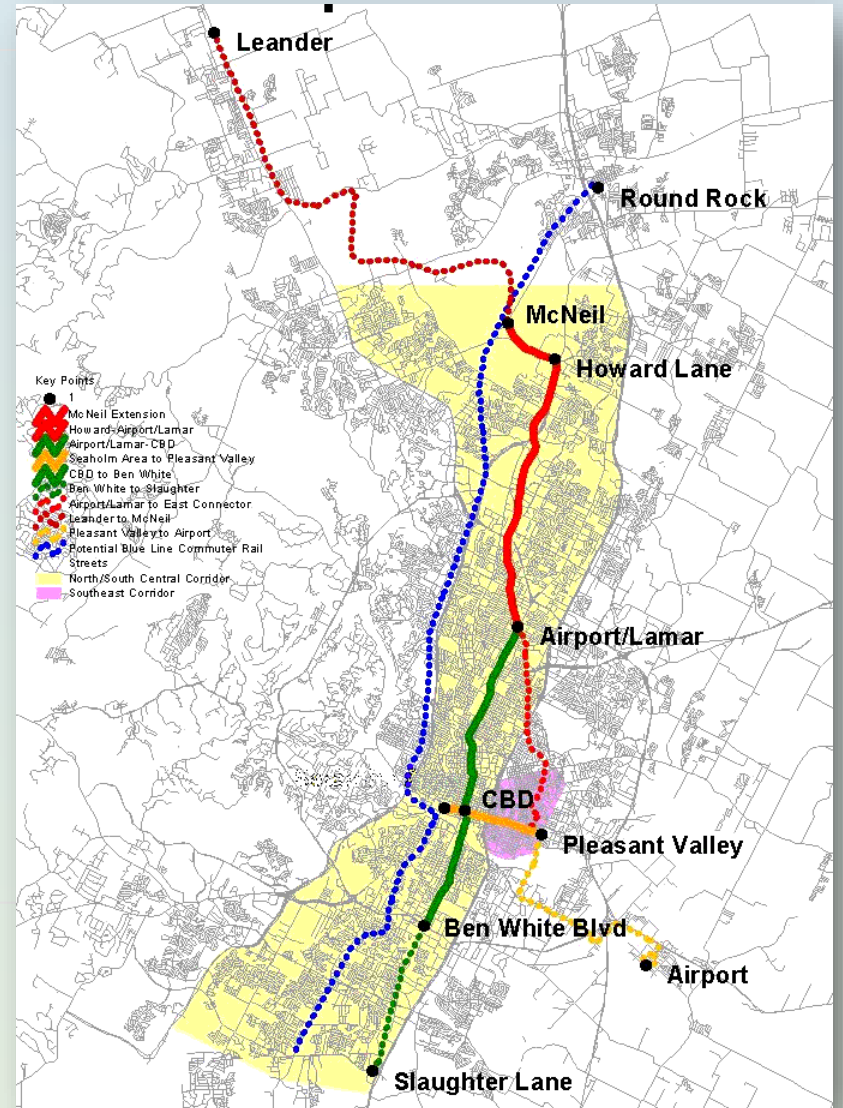 Leander
Round Rock
McNeil
Howard Lane
Key Points
1
McNeil Extension
Howard-Airport/Lamar
Airport/Lamar-CBD
Seaholm Area to Pleasant Valley
CBD to Ben White
Ben White to Slaughter
Airport/Lamar to East Connector
Leander to McNeil
Pleasant Valley to Airport
Potential Blue Line Commuter Rail
Streets
North/South Central Corridor
Southeast Corridor
Airport/Lamar
CBD
Pleasant Valley
Ben White Blvd
Airport
Slaughter Lane